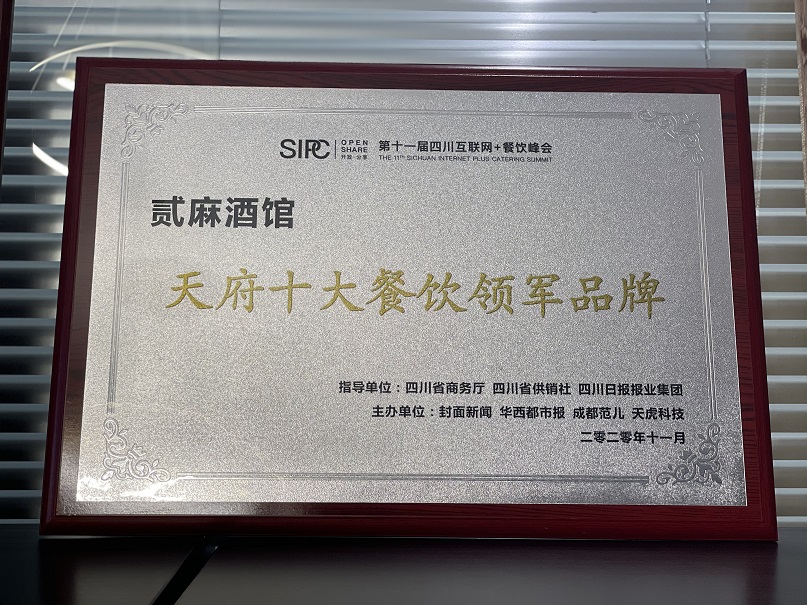 SIPC OPEN SHARE 开放·分享 第十一届四川互联网+餐饮峰会
THE 11TH SICHUAN INTERNET PLUS CATERING SUMMIT
贰麻酒馆
天府十大餐饮领军品牌
指导单位：四川省商务厅 四川省供销社 四川日报报业集团
主办单位：封面新闻 华西都市报 成都范儿 天虎科技
二零二零年十一月